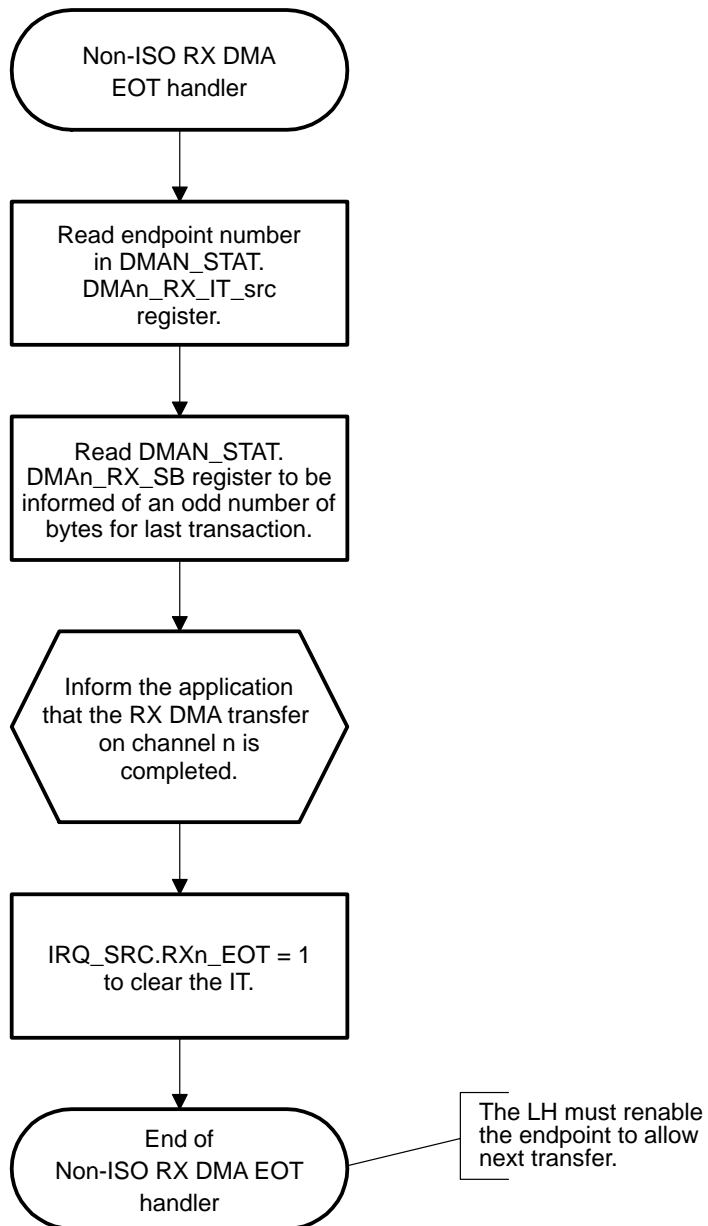 Non-ISO RX DMA
EOT handler
Read endpoint number
in DMAN_STAT.
DMAn_RX_IT_src
register.
Read DMAN_STAT.
DMAn_RX_SB register to be
informed of an odd number of
bytes for last transaction.
Inform the application
that the RX DMA transfer
on channel n is
completed.
IRQ_SRC.RXn_EOT = 1
to clear the IT.
End of
Non-ISO RX DMA EOT
handler
The LH must renable
the endpoint to allow
next transfer.